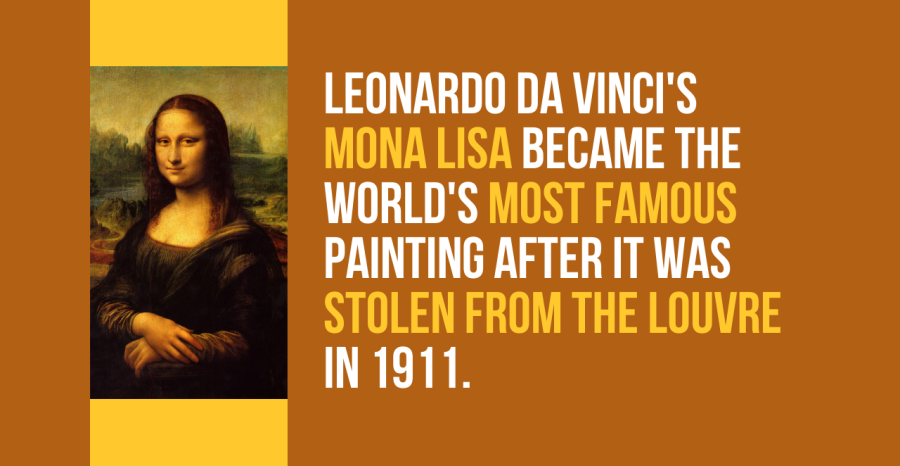 LEONARDO DA VINCI'S
MONA LISA BECAME THE
WORLD'S MOST FAMOUS
PAINTING AFTER IT WAS
STOLEN FROM THE LOUVRE
IN 1911.